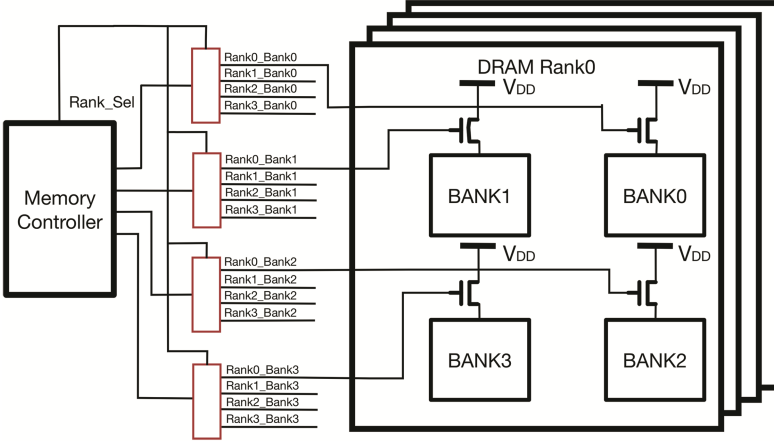 Rank_Sel
Memory
Controller
Rank0_Bank0
Rank1_Bank0
Rank2_Bank0
Rank3_Bank0
Rank0_Bank1
Rank1_Bank1
Rank2_Bank1
Rank3_Bank1
Rank0_Bank2
Rank1_Bank2
Rank2_Bank2
Rank3_Bank2
Rank0_Bank3
Rank1_Bank3
Rank2_Bank3
Rank3_Bank3
DRAM Rank0
VDD
VDD
BANK1
BANK0
VDD
VDD
BANK3
BANK2